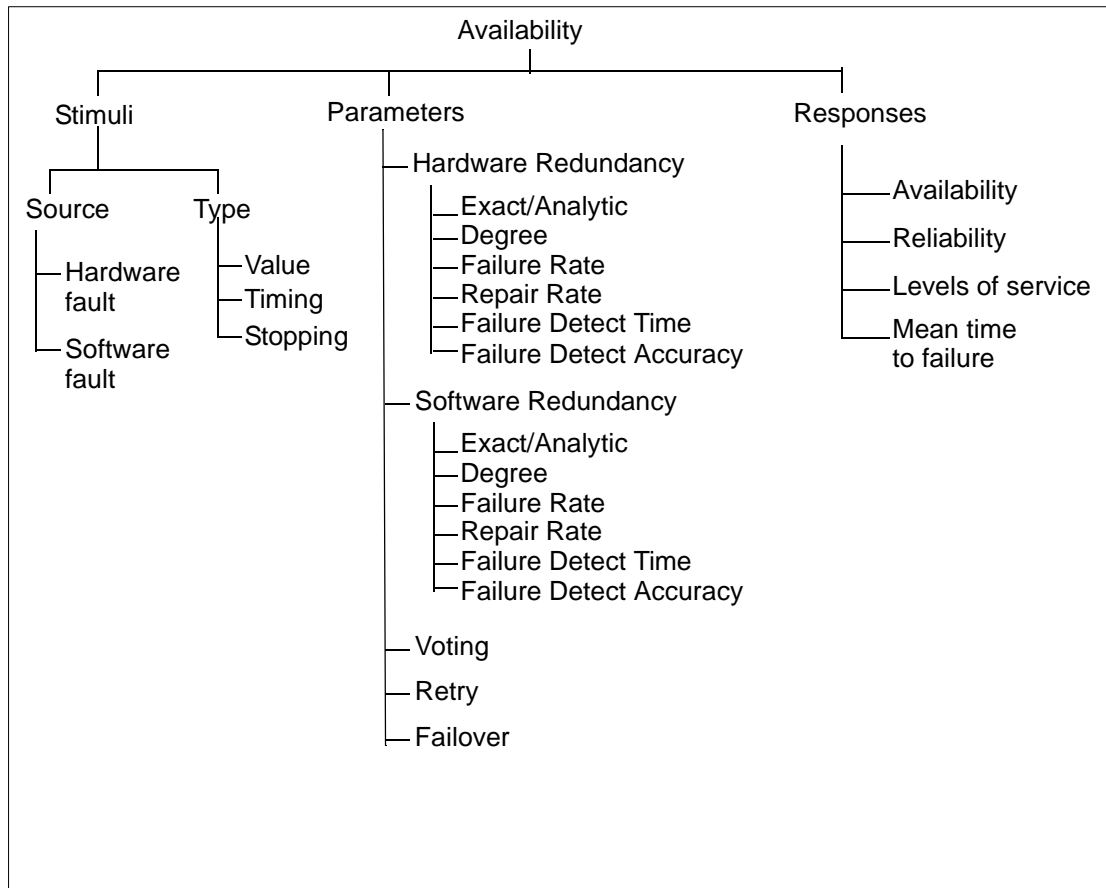 Availability
Stimuli
Parameters
Responses
Source
Type
Hardware
fault
Software
fault
Value
Timing
Stopping
Hardware Redundancy
Exact/Analytic
Degree
Failure Rate
Repair Rate
Failure Detect Time
Failure Detect Accuracy
Software Redundancy
Exact/Analytic
Degree
Failure Rate
Repair Rate
Failure Detect Time
Failure Detect Accuracy
Voting
Retry
Failover
Availability
Reliability
Levels of service
Mean time
to failure